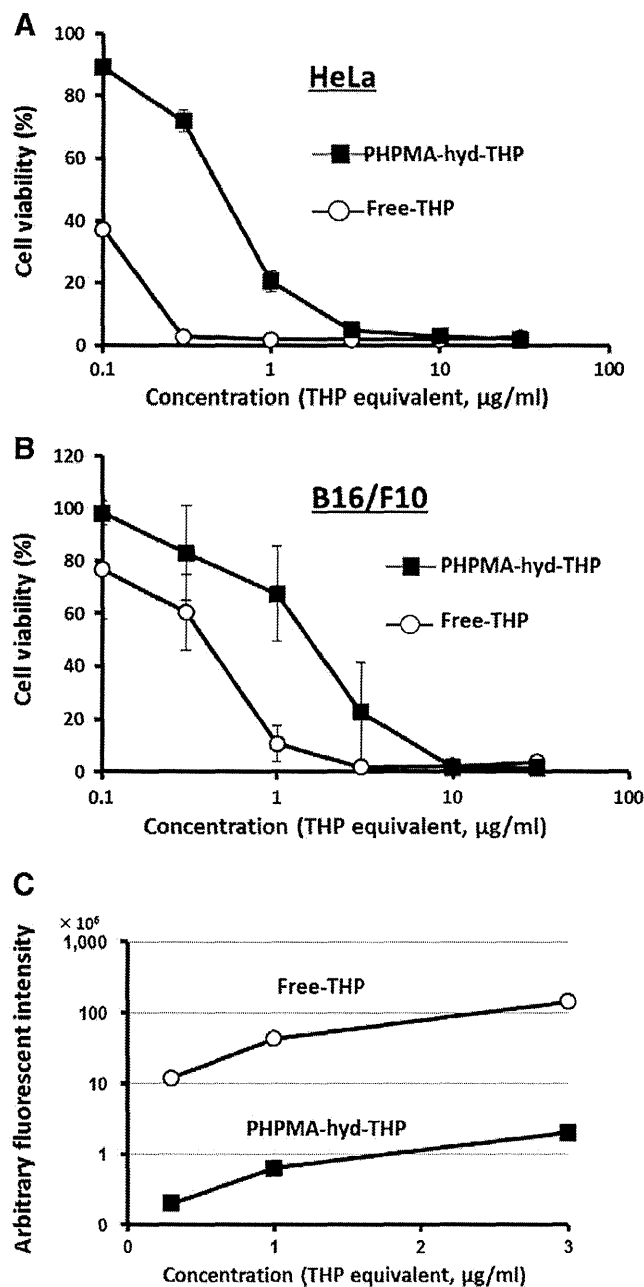 A
HeLa
Cell viability (%)
100
80
60
40
20
0
PHPMA-hyd-THP
Free-THP
0.1
1
10
100
Concentration (THP equivalent, µg/ml)
B
B16/F10
Cell viability (%)
120
100
80
60
40
20
0
PHPMA-hyd-THP
Free-THP
0.1
1
10
100
Concentration (THP equivalent, µg/ml)
C
Arbitrary fluorescent intensity
× 10⁶
1,000
100
10
1
0
Free-THP
PHPMA-hyd-THP
0
1
2
3
Concentration (THP equivalent, µg/ml)